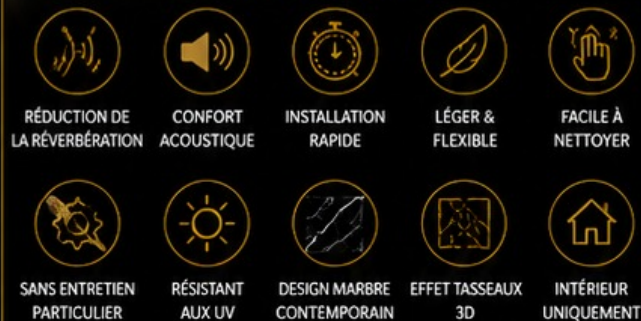 RÉDUCTION DE
LA RÉVERBÉRATION
CONFORT
ACOUSTIQUE
INSTALLATION
RAPIDE
LÉGER &
FLEXIBLE
FACILE À
NETTOYER
SANS ENTRETIEN
PARTICULIER
RÉSISTANT
AUX UV
DESIGN MARBRE
CONTEMPORAIN
EFFET TASSEAUX
3D
INTÉRIEUR
UNIQUEMENT